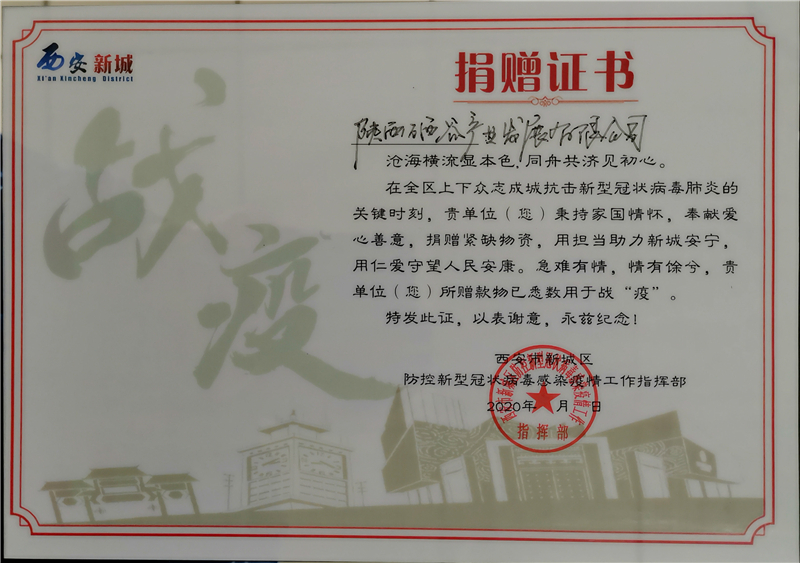 西安新城
Xi'an Xincheng District
捐赠证书
陕西硒谷产业发展有限公司
沧海横流显本色,同舟共济见初心。
在全区上下众志成城抗击新型冠状病毒肺炎的
关键时刻，贵单位（您）秉持家国情怀，奉献爱
心善意，捐赠紧缺物资，用担当助力新城安宁，
用仁爱守望人民安康。急难有情，情有馀兮，贵
单位（您）所赠款物已悉数用于战“疫”。
特发此证，以表谢意，永兹纪念！
西安市新城区
防控新型冠状病毒感染疫情工作指挥部
2020年 月 日
指挥部
战疫